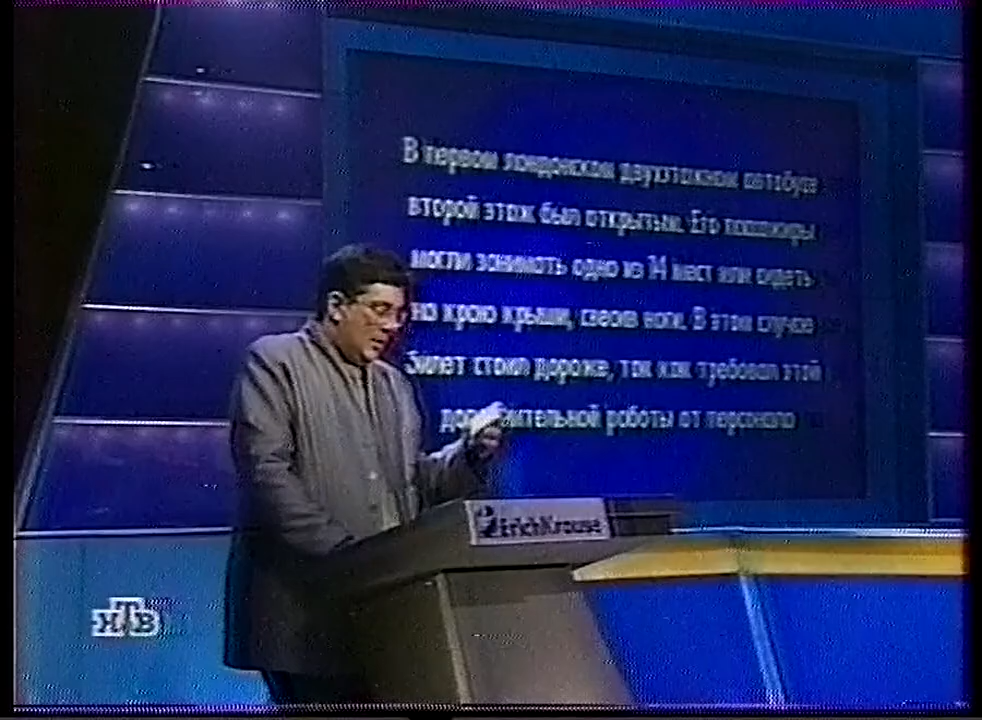 В первом лондонском двухэтажном автобусе
второй этаж был открытым. Его пассажиры
могли занимать одно из 14 мест или сидеть
на краю крыши, свесив ноги. В этом случае
билет стоил дороже, так как требовал этой
работы от персонала
ErichKrause
НТВ